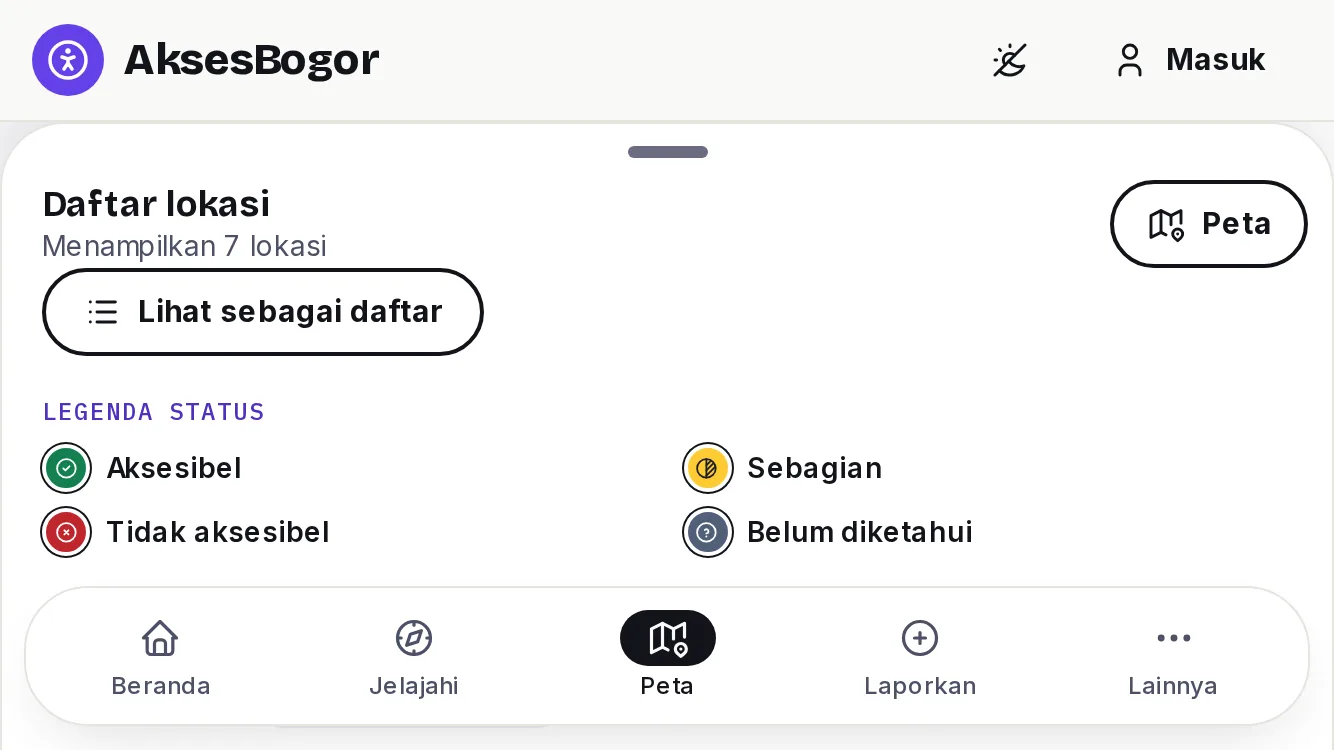 AksesBogor
Masuk
Daftar lokasi
Menampilkan 7 lokasi
Peta
Lihat sebagai daftar
LEGENDA STATUS
Aksesibel
Sebagian
Tidak aksesibel
Belum diketahui
Beranda
Jelajahi
Peta
Laporkan
Lainnya